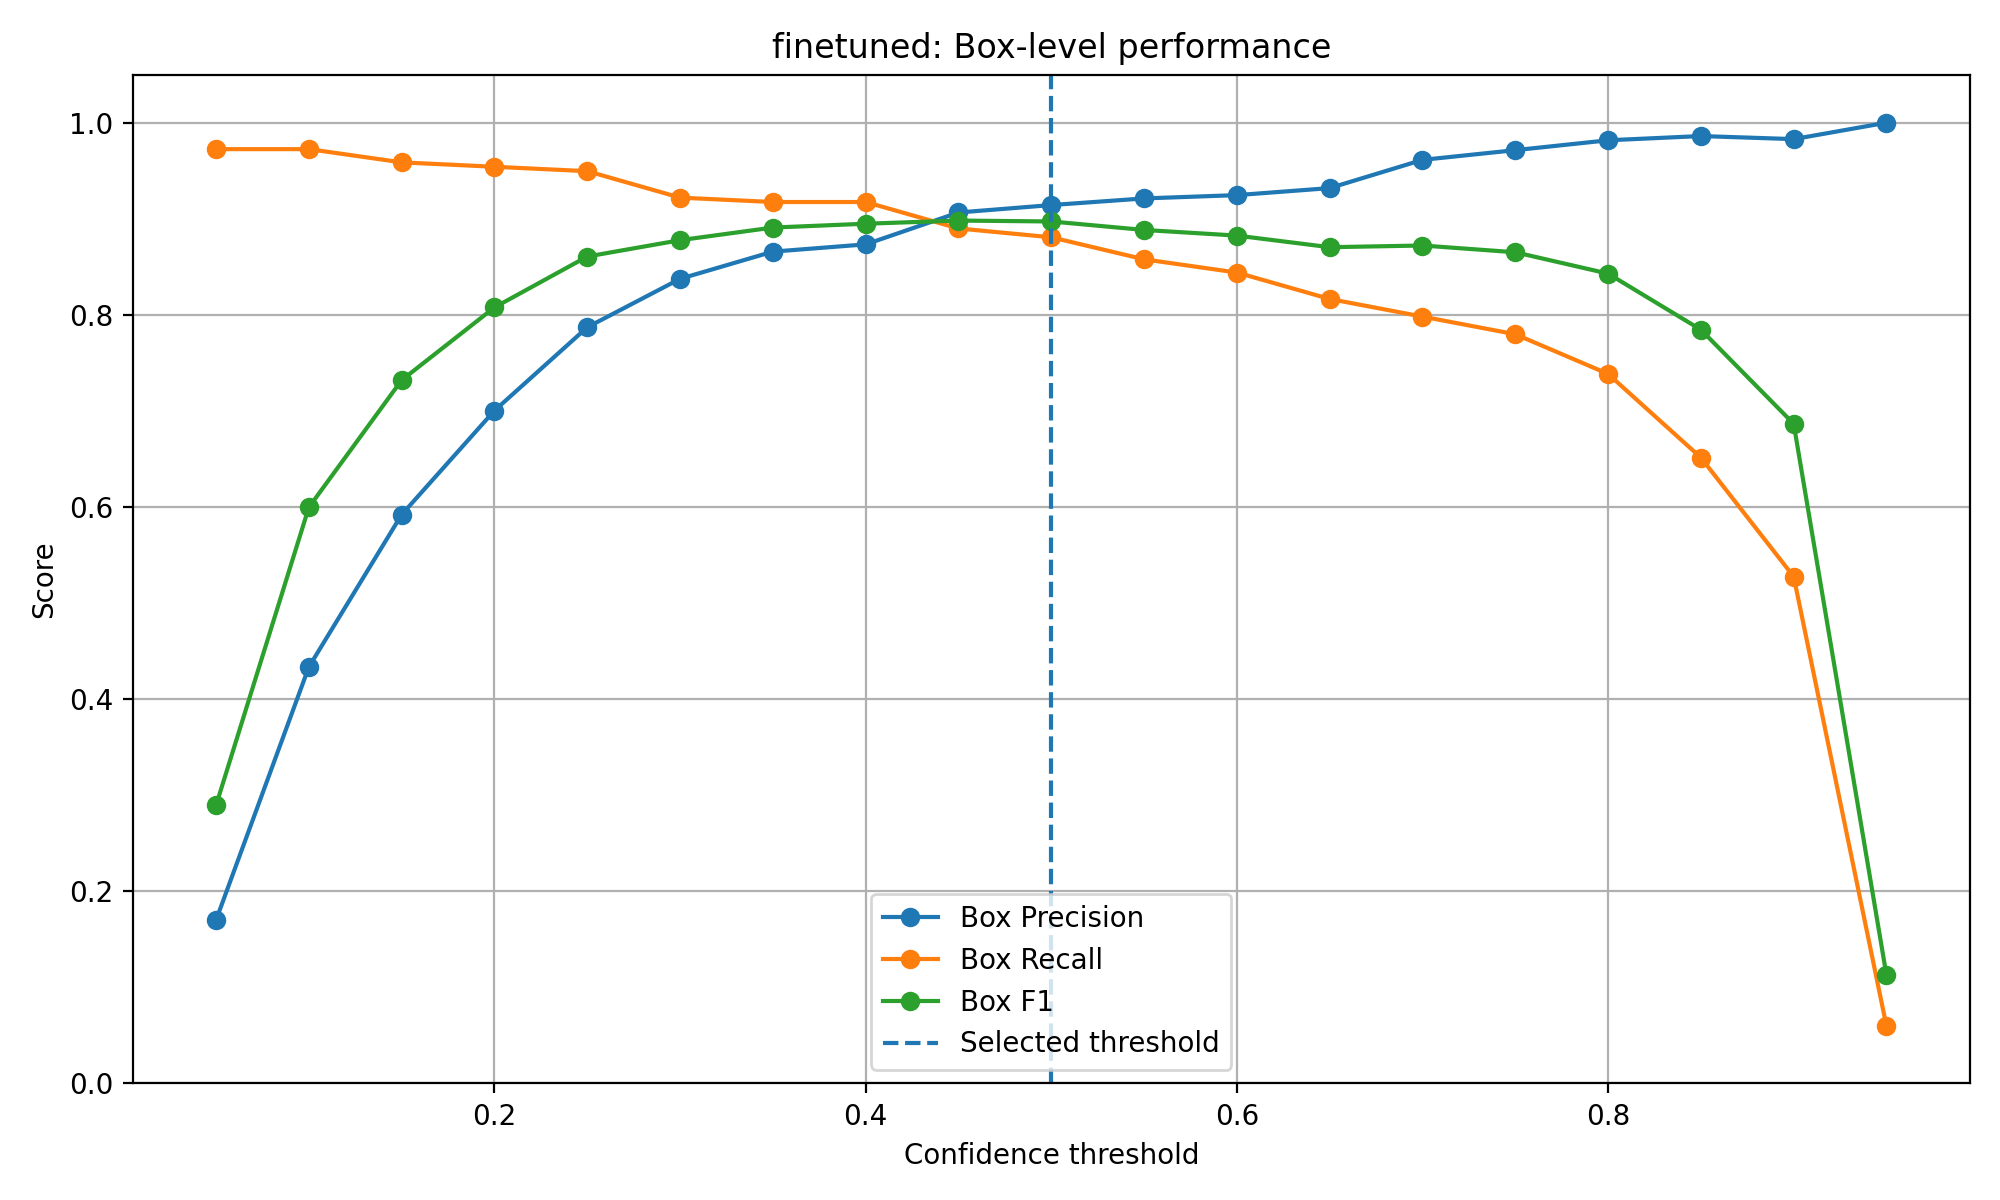 finetuned: Box-level performance
1.0
0.8
0.6
0.4
0.2
0.0
Score
Box Precision
Box Recall
Box F1
Selected threshold
0.2 0.4 0.6 0.8
Confidence threshold